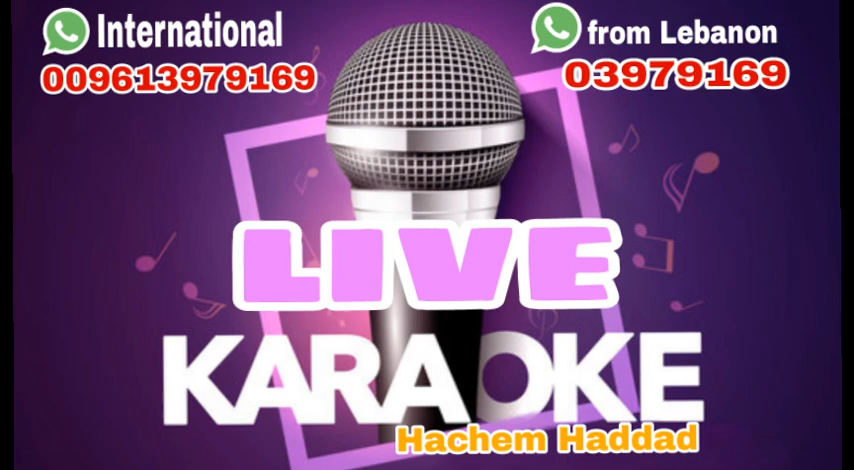 International
009613979169
from Lebanon
03979169
LIVE
KARAOKE
Hachem Haddad